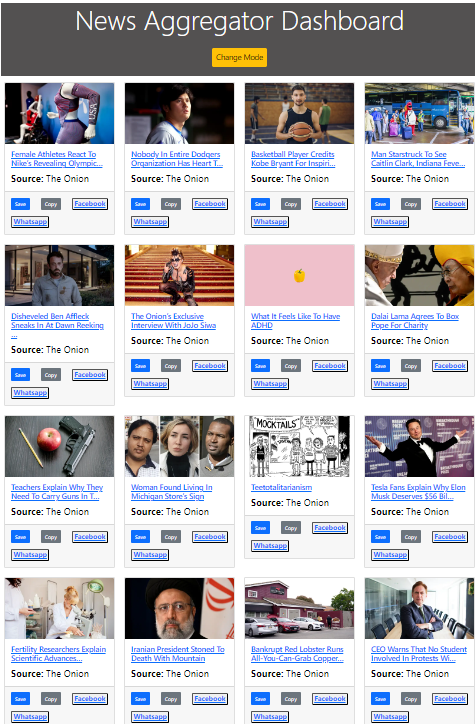 News Aggregator Dashboard
Change Mode
USA
Female Athletes React To
Nike's Revealing Olympic...
Source: The Onion
Save Copy Facebook
Whatsapp
Nobody In Entire Dodgers
Organization Has Heart T...
Source: The Onion
Save Copy Facebook
Whatsapp
Basketball Player Credits
Kobe Bryant For Inspiri...
Source: The Onion
Save Copy Facebook
Whatsapp
Man Starstruck To See
Caitlin Clark, Indiana Feve...
Source: The Onion
Save Copy Facebook
Whatsapp
Disheveled Ben Affleck
Sneaks In At Dawn Reeking
...
Source: The Onion
Save Copy Facebook
Whatsapp
The Onion's Exclusive
Interview With JoJo Siwa
Source: The Onion
Save Copy Facebook
Whatsapp
What It Feels Like To Have
ADHD
Source: The Onion
Save Copy Facebook
Whatsapp
Dalai Lama Agrees To Box
Pope For Charity
Source: The Onion
Save Copy Facebook
Whatsapp
Teachers Explain Why They
Need To Carry Guns In T...
Source: The Onion
Save Copy Facebook
Whatsapp
Woman Found Living In
Michigan Store's Sign
Source: The Onion
Save Copy Facebook
Whatsapp
MOCKTAILS
Teetotalitarianism
Source: The Onion
Save Copy Facebook
Whatsapp
Tesla Fans Explain Why Elon
Musk Deserves $56 Bil...
Source: The Onion
Save Copy Facebook
Whatsapp
Fertility Researchers Explain
Scientific Advances...
Source: The Onion
Save Copy Facebook
Whatsapp
Iranian President Stoned To
Death With Mountain
Source: The Onion
Save Copy Facebook
Whatsapp
Bankrupt Red Lobster Runs
All-You-Can-Grab Copper...
Source: The Onion
Save Copy Facebook
Whatsapp
CEO Warns That No Student
Involved In Protests Wi...
Source: The Onion
Save Copy Facebook
Whatsapp